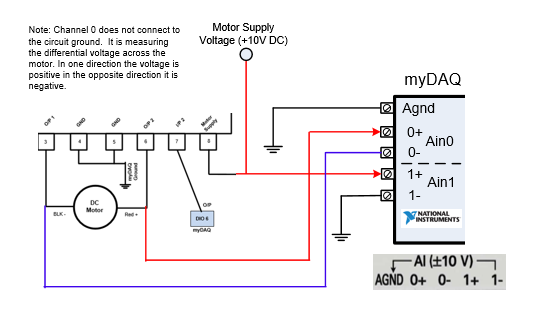 Note: Channel 0 does not connect to
the circuit ground. It is measuring
the differential voltage across the
motor. In one direction the voltage is
positive in the opposite direction it is
negative.
Motor Supply
Voltage (+10V DC)
myDAQ
Agnd
0+
Ain0
0-
1+
Ain1
1-
NATIONAL
INSTRUMENTS
O/P 1
GND
GND
O/P 2
I/P 2
Motor
Supply
3
4
5
6
7
8
myDAQ
Ground
DC
Motor
BLK -
Red +
O/P
DIO 6
myDAQ
AI (±10 V)
AGND 0+ 0- 1+ 1-